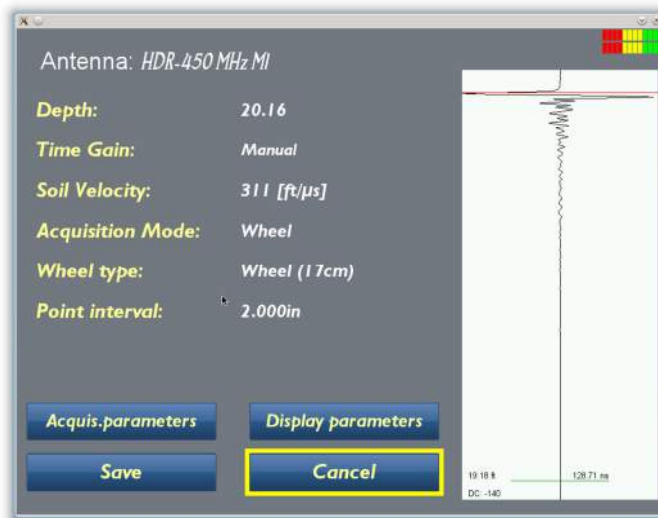 Antenna: HDR-450 MHz MI
Depth: 20.16
Time Gain: Manual
Soil Velocity: 311 [ft/µs]
Acquisition Mode: Wheel
Wheel type: Wheel (17cm)
Point interval: 2.000in
Acquis.parameters Display parameters
Save Cancel
19.18 ft 128.71 ns
DC: -140